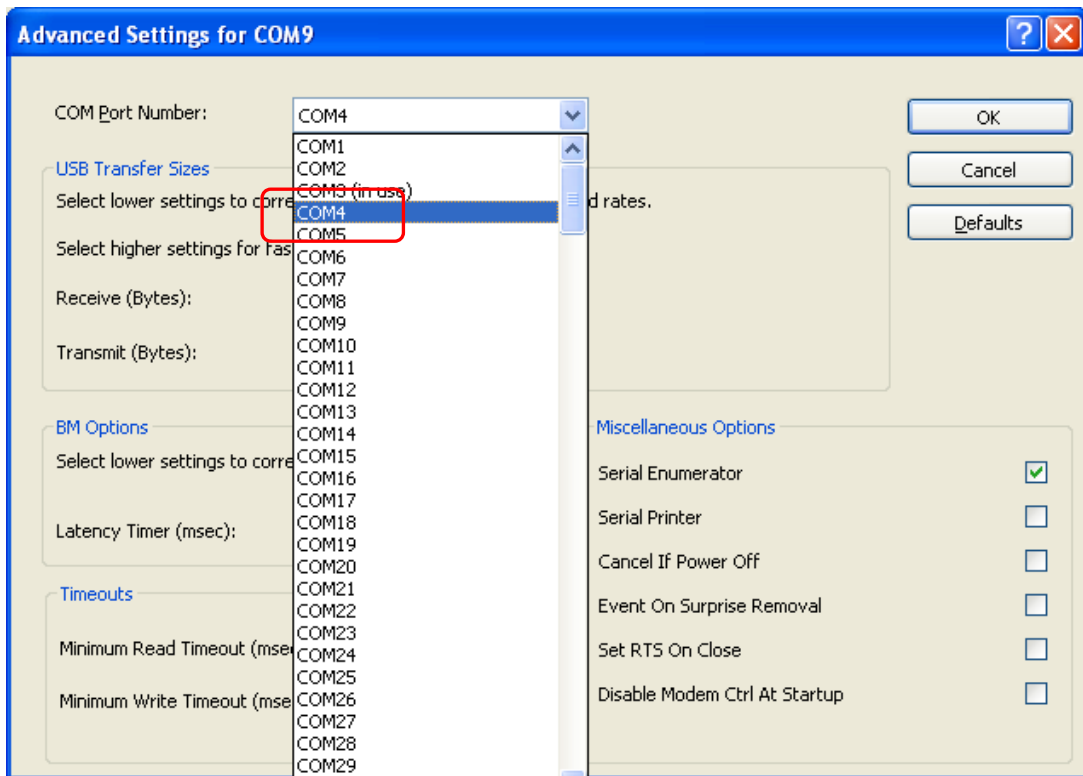 Advanced Settings for COM9
COM Port Number:
COM4
OK
Cancel
Defaults
COM1
COM2
COM3 (in use)
COM4
COM5
COM6
COM7
COM8
COM9
COM10
COM11
COM12
COM13
COM14
COM15
COM16
COM17
COM18
COM19
COM20
COM21
COM22
COM23
COM24
COM25
COM26
COM27
COM28
COM29
USB Transfer Sizes
Select lower settings to corre d rates.
Select higher settings for fas
Receive (Bytes):
Transmit (Bytes):
BM Options
Select lower settings to corre
Latency Timer (msec):
Timeouts
Minimum Read Timeout (mse
Minimum Write Timeout (mse
Miscellaneous Options
Serial Enumerator
Serial Printer
Cancel If Power Off
Event On Surprise Removal
Set RTS On Close
Disable Modem Ctrl At Startup